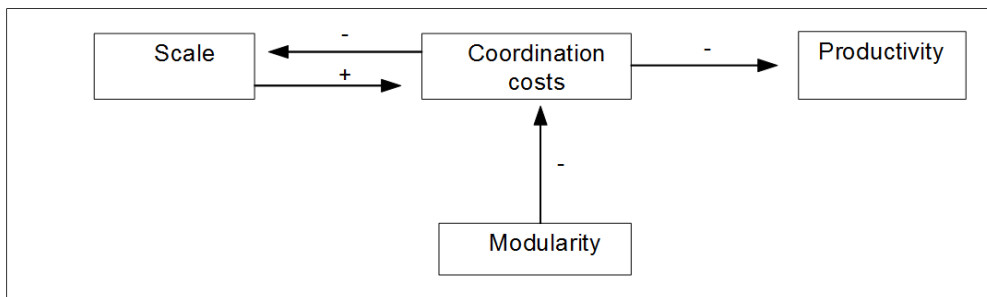 Scale
-
+
Coordination
costs
-
Productivity
-
Modularity